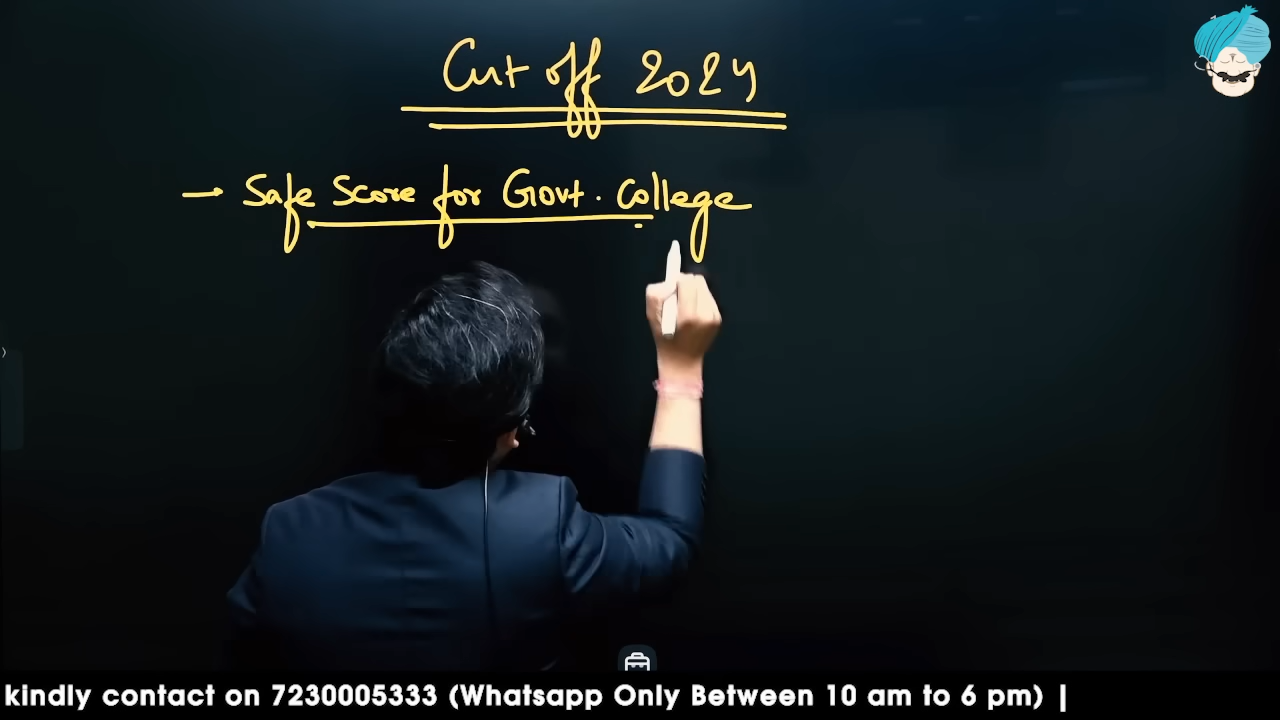 Cut off 2024
→ Safe Score for Govt. College
kindly contact on 7230005333 (Whatsapp Only Between 10 am to 6 pm) |